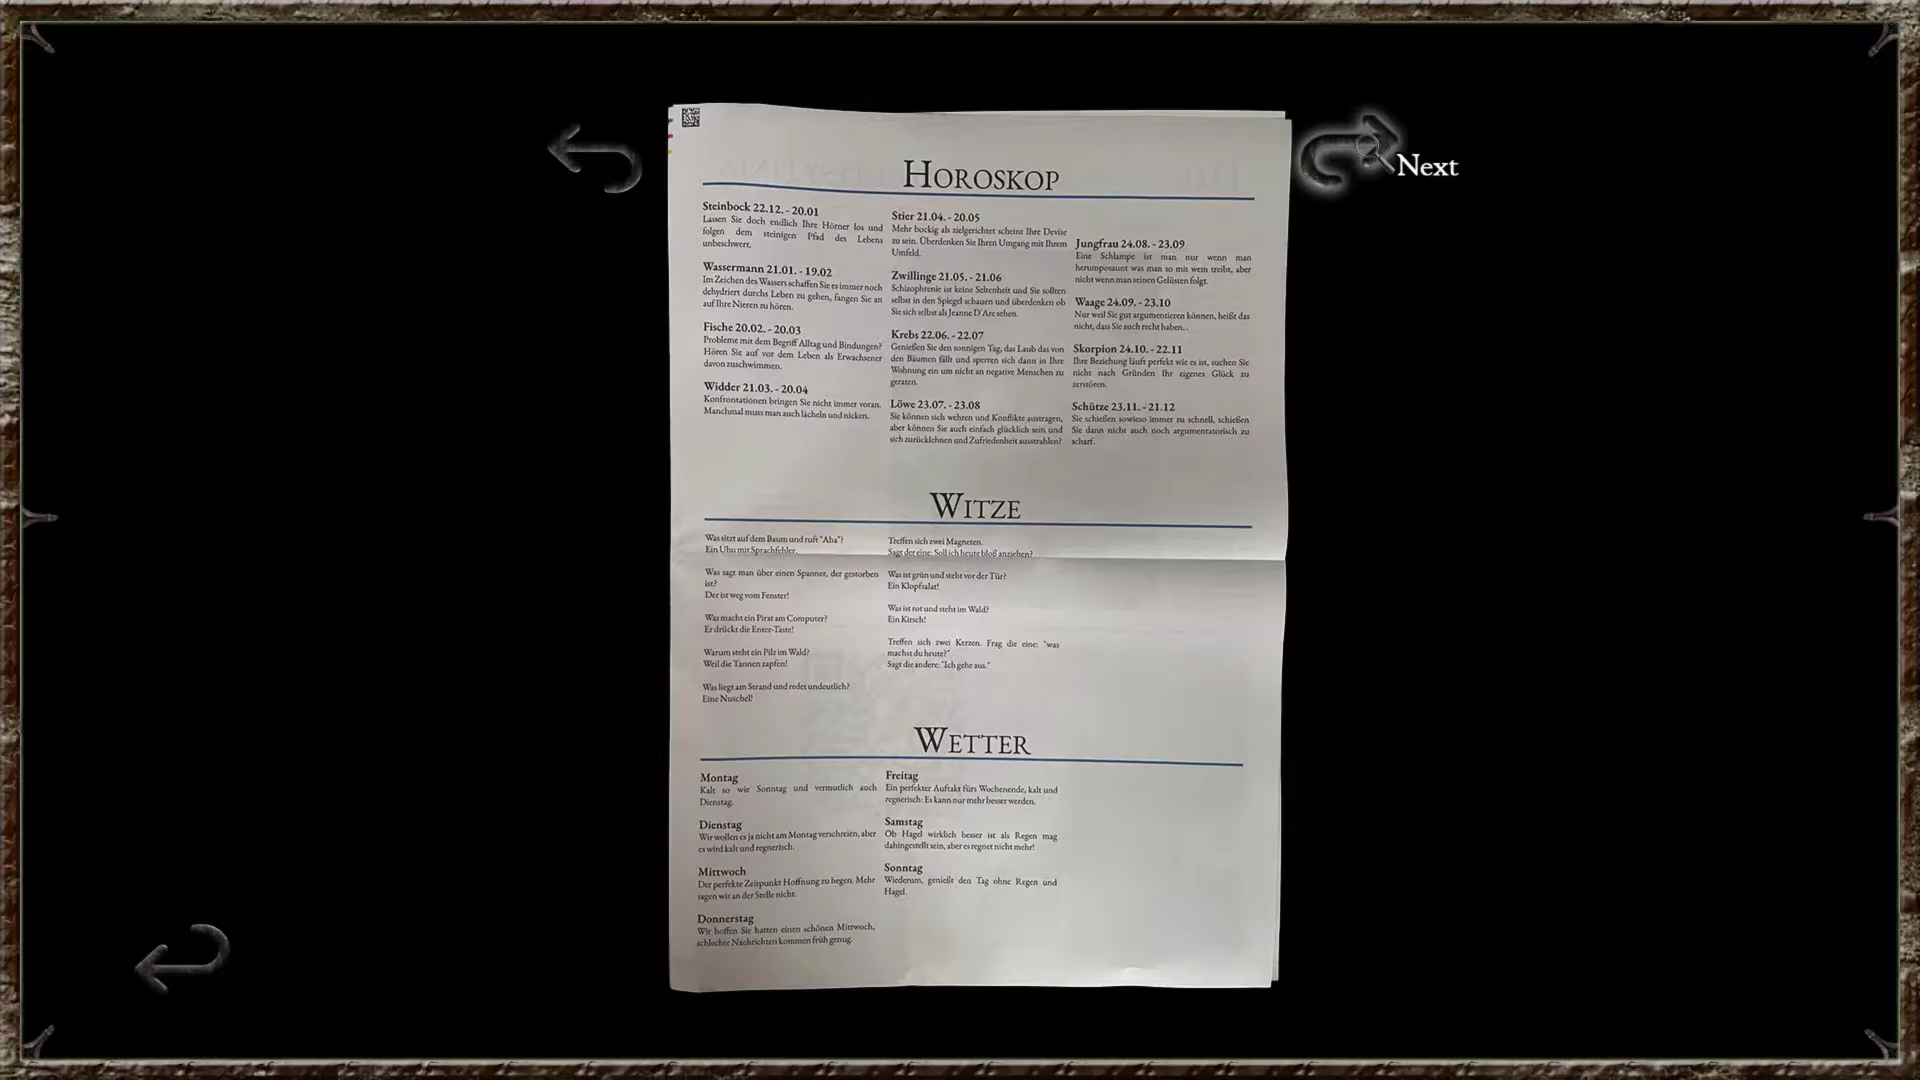 Next
HOROSKOP
Steinbock 22.12. - 20.01
Lassen Sie doch endlich Ihre Hörner los und
folgen dem steinigen Pfad des Lebens
unbeschwert.
Wassermann 21.01. - 19.02
Im Zeichen des Wassers schaffen Sie es immer noch
dehydriert durchs Leben zu gehen, fangen Sie an
auf Ihre Nieren zu hören.
Fische 20.02. - 20.03
Probleme mit dem Begriff Alltag und Bindungen?
Hören Sie auf vor dem Leben als Erwachsener
davon zuschwimmen.
Widder 21.03. - 20.04
Konfrontationen bringen Sie nicht immer voran.
Manchmal muss man auch lächeln und nicken.
Stier 21.04. - 20.05
Mehr bockig als zielgerichtet scheint Ihre Devise
zu sein. Überdenken Sie Ihren Umgang mit Ihrem
Umfeld.
Zwillinge 21.05. - 21.06
Schizophrenie ist keine Seltenheit und Sie sollten
selbst in den Spiegel schauen und überdenken ob
Sie sich selbst als Jeanne D'Arc sehen.
Krebs 22.06. - 22.07
Genießen Sie den sonnigen Tag, das Laub das von
den Bäumen fällt und sperren sich dann in Ihre
Wohnung ein um nicht an negative Menschen zu
geraten.
Löwe 23.07. - 23.08
Sie können sich wehren und Konflikte austragen,
aber können Sie auch einfach glücklich sein und
sich zurücklehnen und Zufriedenheit ausstrahlen?
Jungfrau 24.08. - 23.09
Eine Schlampe ist man nur wenn man
herumposaunt was man so mit wem treibt, aber
nicht wenn man seinen Gelüsten folgt.
Waage 24.09. - 23.10
Nur weil Sie gut argumentieren können, heißt das
nicht, dass Sie auch recht haben. .
Skorpion 24.10. - 22.11
Ihre Beziehung läuft perfekt wie es ist, suchen Sie
nicht nach Gründen Ihr eigenes Glück zu
zerstören.
Schütze 23.11. - 21.12
Sie schießen sowieso immer zu schnell, schießen
Sie dann nicht auch noch argumentatorisch zu
scharf.
WITZE
Was sitzt auf dem Baum und ruft "Aha"?
Ein Uhu mit Sprachfehler.
Was sagt man über einen Spanner, der gestorben
ist?
Der ist weg vom Fenster!
Was macht ein Pirat am Computer?
Er drückt die Enter-Taste!
Warum steht ein Pilz im Wald?
Weil die Tannen zapfen!
Was liegt am Strand und redet undeutlich?
Eine Nuschel!
Treffen sich zwei Magneten.
Sagt der eine: Soll ich heute bloß anziehen?
Was ist grün und steht vor der Tür?
Ein Klopfsalat!
Was ist rot und steht im Wald?
Ein Kirsch!
Treffen sich zwei Kerzen. Frag die eine: "was
machst du heute?"
Sagt die andere: "Ich gehe aus."
WETTER
Montag
Kalt so wie Sonntag und vermutlich auch
Dienstag.
Dienstag
Wir wollen es ja nicht am Montag verschreien, aber
es wird kalt und regnerisch.
Mittwoch
Der perfekte Zeitpunkt Hoffnung zu hegen. Mehr
sagen wir an der Stelle nicht.
Donnerstag
Wir hoffen Sie hatten einen schönen Mittwoch,
schlechte Nachrichten kommen früh genug.
Freitag
Ein perfekter Auftakt fürs Wochenende, kalt und
regnerisch: Es kann nur mehr besser werden.
Samstag
Ob Hagel wirklich besser ist als Regen mag
dahingestellt sein, aber es regnet nicht mehr!
Sonntag
Wiederum, genießt den Tag ohne Regen und
Hagel.